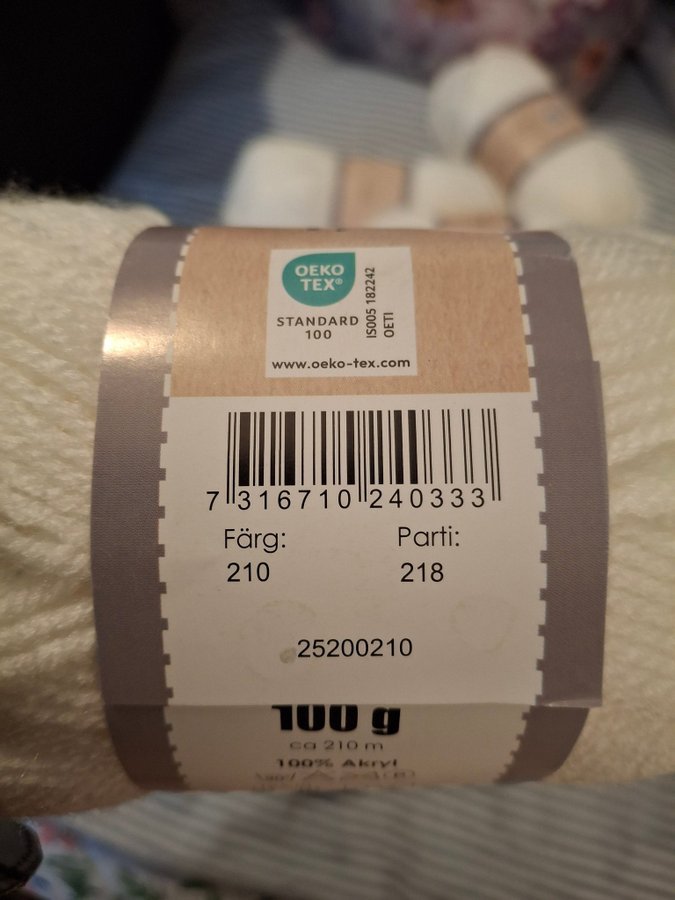 OEKO
TEX®
STANDARD
100
IS005 182242
OETI
www.oeko-tex.com
7 316710 240333
Färg:
Parti:
210
218
25200210
100 g
ca 210 m
100% Akryl